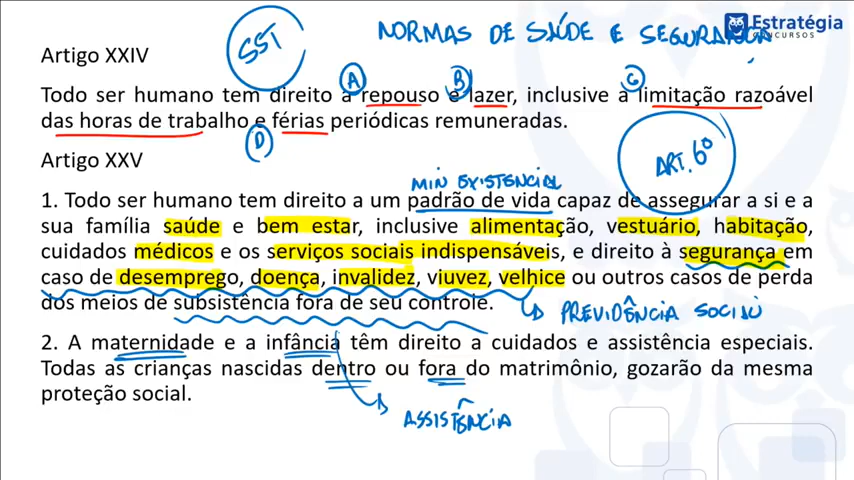 SST
NORMAS DE SAÚDE E SEGURANÇA
Estratégia
CONCURSOS
Artigo XXIV
A B C
Todo ser humano tem direito a repouso e lazer, inclusive a limitação razoável
das horas de trabalho e férias periódicas remuneradas.
D
ART. 6º
Artigo XXV
MIN EXISTENCIAL
1. Todo ser humano tem direito a um padrão de vida capaz de assegurar a si e a
sua família saúde e bem estar, inclusive alimentação, vestuário, habitação,
cuidados médicos e os serviços sociais indispensáveis, e direito à segurança em
caso de desemprego, doença, invalidez, viuvez, velhice ou outros casos de perda
dos meios de subsistência fora de seu controle.
PREVIDÊNCIA SOCIAL
2. A maternidade e a infância têm direito a cuidados e assistência especiais.
Todas as crianças nascidas dentro ou fora do matrimônio, gozarão da mesma
proteção social.
ASSISTÊNCIA